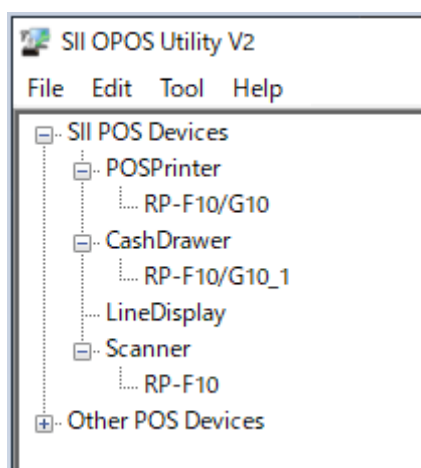 SII OPOS Utility V2
File Edit Tool Help
SII POS Devices
POSPrinter
RP-F10/G10
CashDrawer
RP-F10/G10_1
LineDisplay
Scanner
RP-F10
Other POS Devices